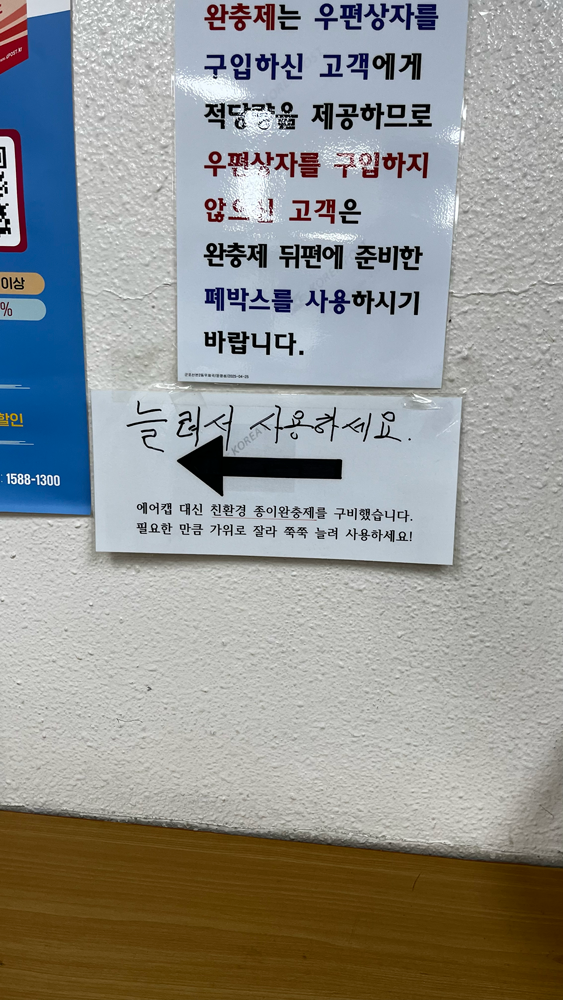 완충제는 우편상자를
구입하신 고객에게
적당량을 제공하므로
우편상자를 구입하지
않으신 고객은
완충제 뒤편에 준비한
폐박스를 사용하시기
바랍니다.
늘려서 사용하세요.
KOREA
에어캡 대신 친환경 종이완충제를 구비했습니다.
필요한 만큼 가위로 잘라 쭉쭉 늘려 사용하세요!
이상
%
할인
1588-1300